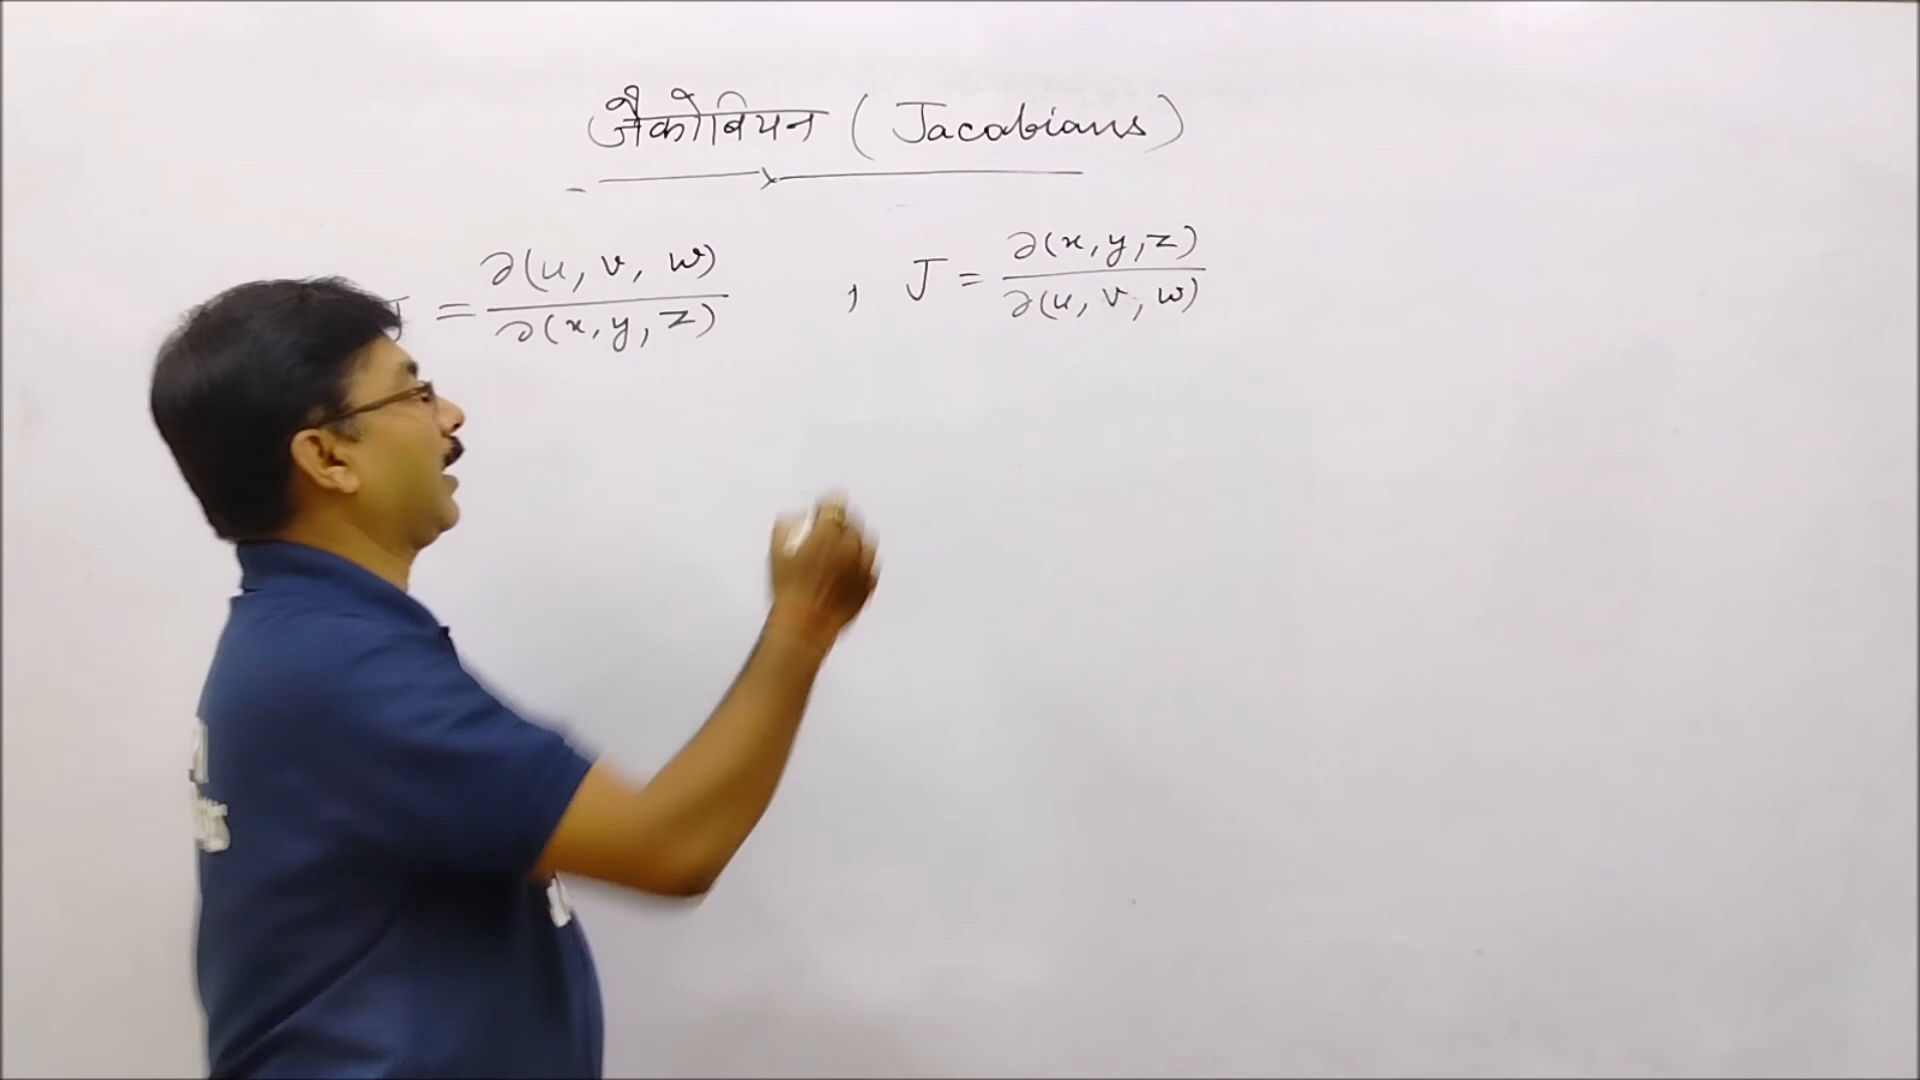 जैकोबियन (Jacobians)
J = ∂(u, v, w) / ∂(x, y, z) , J = ∂(x, y, z) / ∂(u, v, w)